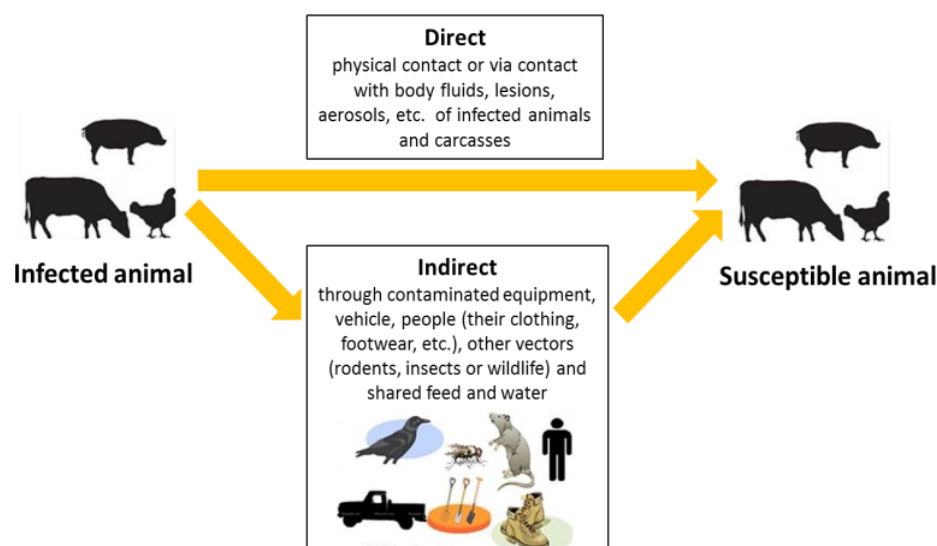 Direct
physical contact or via contact
with body fluids, lesions,
aerosols, etc. of infected animals
and carcasses
Infected animal
Susceptible animal
Indirect
through contaminated equipment,
vehicle, people (their clothing,
footwear, etc.), other vectors
(rodents, insects or wildlife) and
shared feed and water